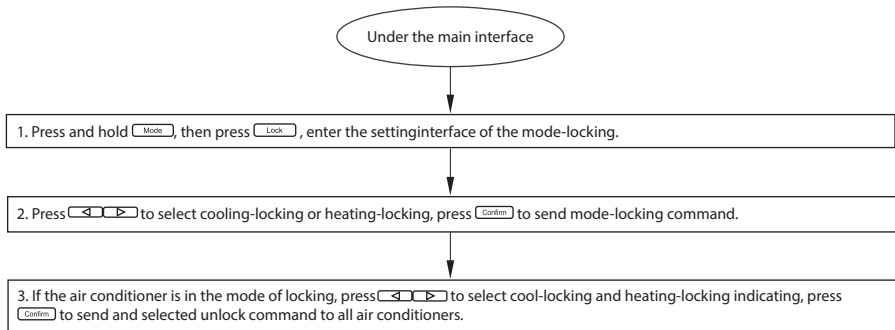 Under the main interface
1. Press and hold Mode, then press Lock, enter the settinginterface of the mode-locking.
2. Press to select cooling-locking or heating-locking, press Confirm to send mode-locking command.
3. If the air conditioner is in the mode of locking, press to select cool-locking and heating-locking indicating, press
Confirm to send and selected unlock command to all air conditioners.